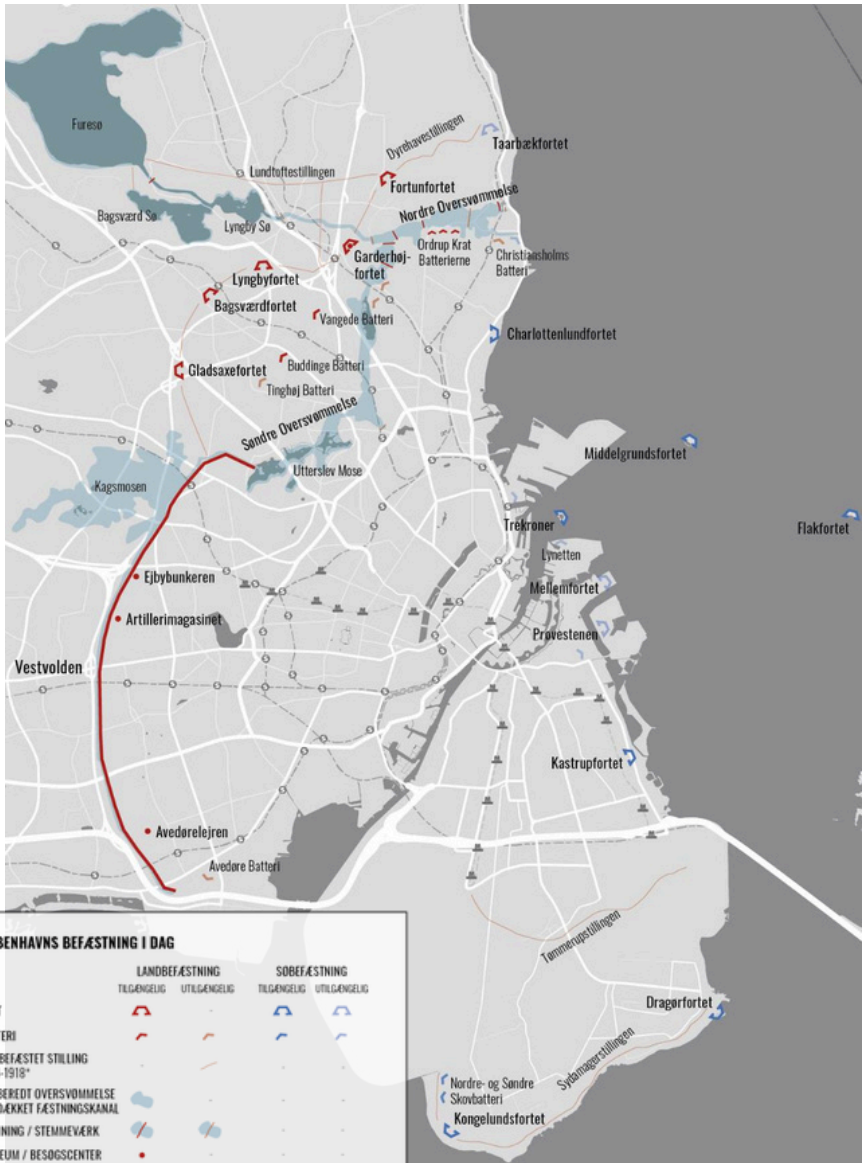 Furesø
Dyrehavestillingen
Taarbækfortet
Lundtoftestillingen
Fortunfortet
Nordre Oversvømmelse
Bagsværd Sø
Lyngby Sø
Garderhøj-
fortet
Ordrup Krat
Batterierne
Christiansholms
Batteri
Lyngbyfortet
Bagsværdfortet
Vangede Batteri
Charlottenlundfortet
Gladsaxefortet
Buddinge Batteri
Tinghøj Batteri
Søndre Oversvømmelse
Middelgrundsfortet
Utterslev Mose
Kagsmosen
Trekroner
Flakfortet
Lynetten
Ejbybunkeren
Mellemfortet
Artillerimagasinet
Prøvestenen
Vestvolden
Kastrupfortet
Avedørelejren
Avedøre Batteri
Tømmerupstillingen
Dragørfortet
Sydamagerstillingen
Nordre- og Søndre
Skovbatteri
Kongelundsfortet
BENHAVNS BEFÆSTNING I DAG
LANDBEFÆSTNING SØBEFÆSTNING
TILGÆNGELIG UTILGÆNGELIG TILGÆNGELIG UTILGÆNGELIG
T
TERI
BEFÆSTET STILLING
-1918*
BEREDT OVERSVØMMELSE
DÆKKET FÆSTNINGSKANAL
NING / STEMMEVÆRK
EUM / BESØGSCENTER